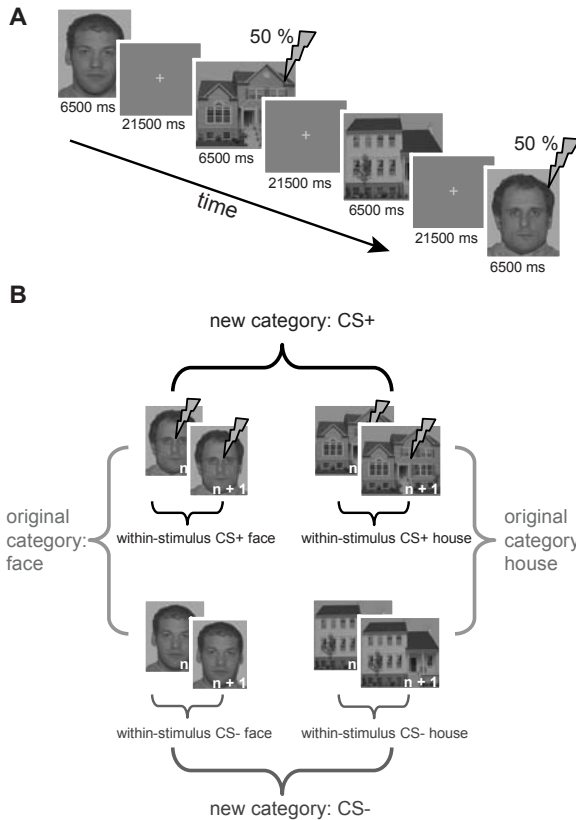 A
50 %
6500 ms
21500 ms
6500 ms
21500 ms
6500 ms
21500 ms
50 %
6500 ms
time
B
new category: CS+
n
n + 1
n
n + 1
within-stimulus CS+ face
within-stimulus CS+ house
original
category:
face
original
category:
house
n
n + 1
n
n + 1
within-stimulus CS- face
within-stimulus CS- house
new category: CS-